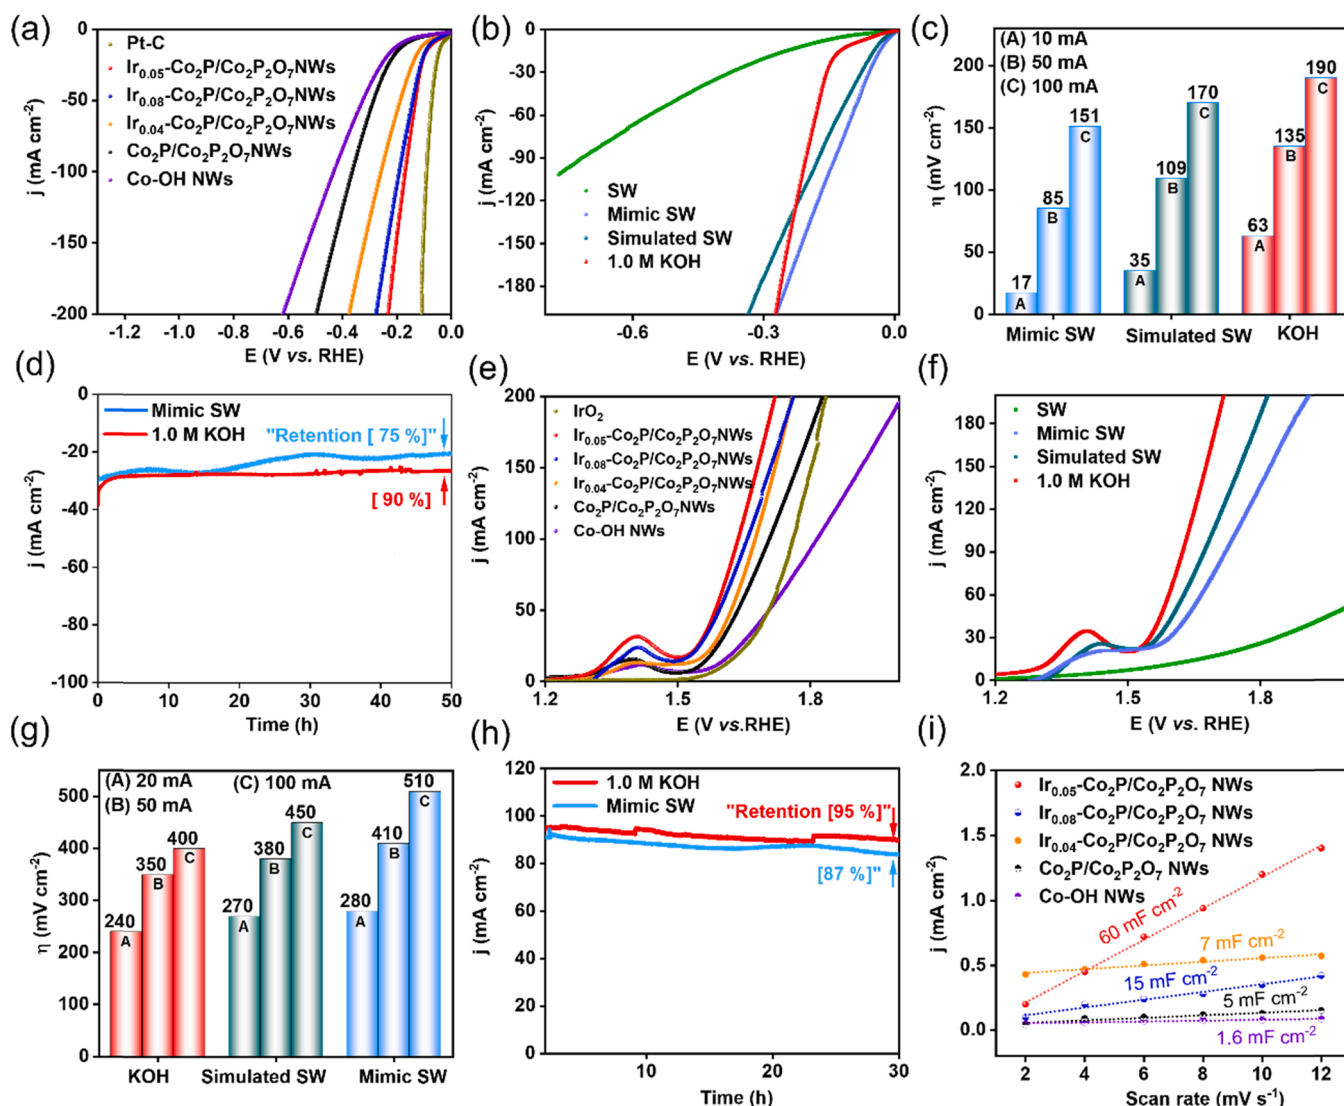 (a)
0
-50
-100
-150
-200
j (mA cm⁻²)
Pt-C
Ir₀.₀₅-Co₂P/Co₂P₂O₇NWs
Ir₀.₀₈-Co₂P/Co₂P₂O₇NWs
Ir₀.₀₄-Co₂P/Co₂P₂O₇NWs
Co₂P/Co₂P₂O₇NWs
Co-OH NWs
-1.2 -1.0 -0.8 -0.6 -0.4 -0.2 0.0
E (V vs. RHE)
(b)
0
-30
-60
-90
-120
-150
-180
j (mA cm⁻²)
SW
Mimic SW
Simulated SW
1.0 M KOH
-0.6 -0.3 0.0
E (V vs. RHE)
(c)
(A) 10 mA
(B) 50 mA
(C) 100 mA
200
150
100
50
0
η (mV cm⁻²)
17 85 151
A B C
35 109 170
A B C
63 135 190
A B C
Mimic SW Simulated SW KOH
(d)
0
-20
-40
-60
-80
-100
j (mA cm⁻²)
Mimic SW
1.0 M KOH
"Retention [ 75 %]"
[ 90 %]
0 10 20 30 40 50
Time (h)
(e)
200
150
100
50
0
j (mA cm⁻²)
IrO₂
Ir₀.₀₅-Co₂P/Co₂P₂O₇NWs
Ir₀.₀₈-Co₂P/Co₂P₂O₇NWs
Ir₀.₀₄-Co₂P/Co₂P₂O₇NWs
Co₂P/Co₂P₂O₇NWs
Co-OH NWs
1.2 1.5 1.8
E (V vs.RHE)
(f)
180
150
120
90
60
30
0
j (mA cm⁻²)
SW
Mimic SW
Simulated SW
1.0 M KOH
1.2 1.5 1.8
E (V vs.RHE)
(g)
(A) 20 mA (C) 100 mA
(B) 50 mA
500
400
300
200
100
0
η (mV cm⁻²)
240 350 400
A B C
270 380 450
A B C
280 410 510
A B C
KOH Simulated SW Mimic SW
(h)
120
100
80
60
40
20
0
j (mA cm⁻²)
1.0 M KOH
Mimic SW
"Retention [95 %]"
[87 %]"
10 20 30
Time (h)
(i)
2.0
1.5
1.0
0.5
0.0
j (mA cm⁻²)
Ir₀.₀₅-Co₂P/Co₂P₂O₇ NWs
Ir₀.₀₈-Co₂P/Co₂P₂O₇ NWs
Ir₀.₀₄-Co₂P/Co₂P₂O₇ NWs
Co₂P/Co₂P₂O₇ NWs
Co-OH NWs
60 mF cm⁻²
7 mF cm⁻²
15 mF cm⁻²
5 mF cm⁻²
1.6 mF cm⁻²
2 4 6 8 10 12
Scan rate (mV s⁻¹)